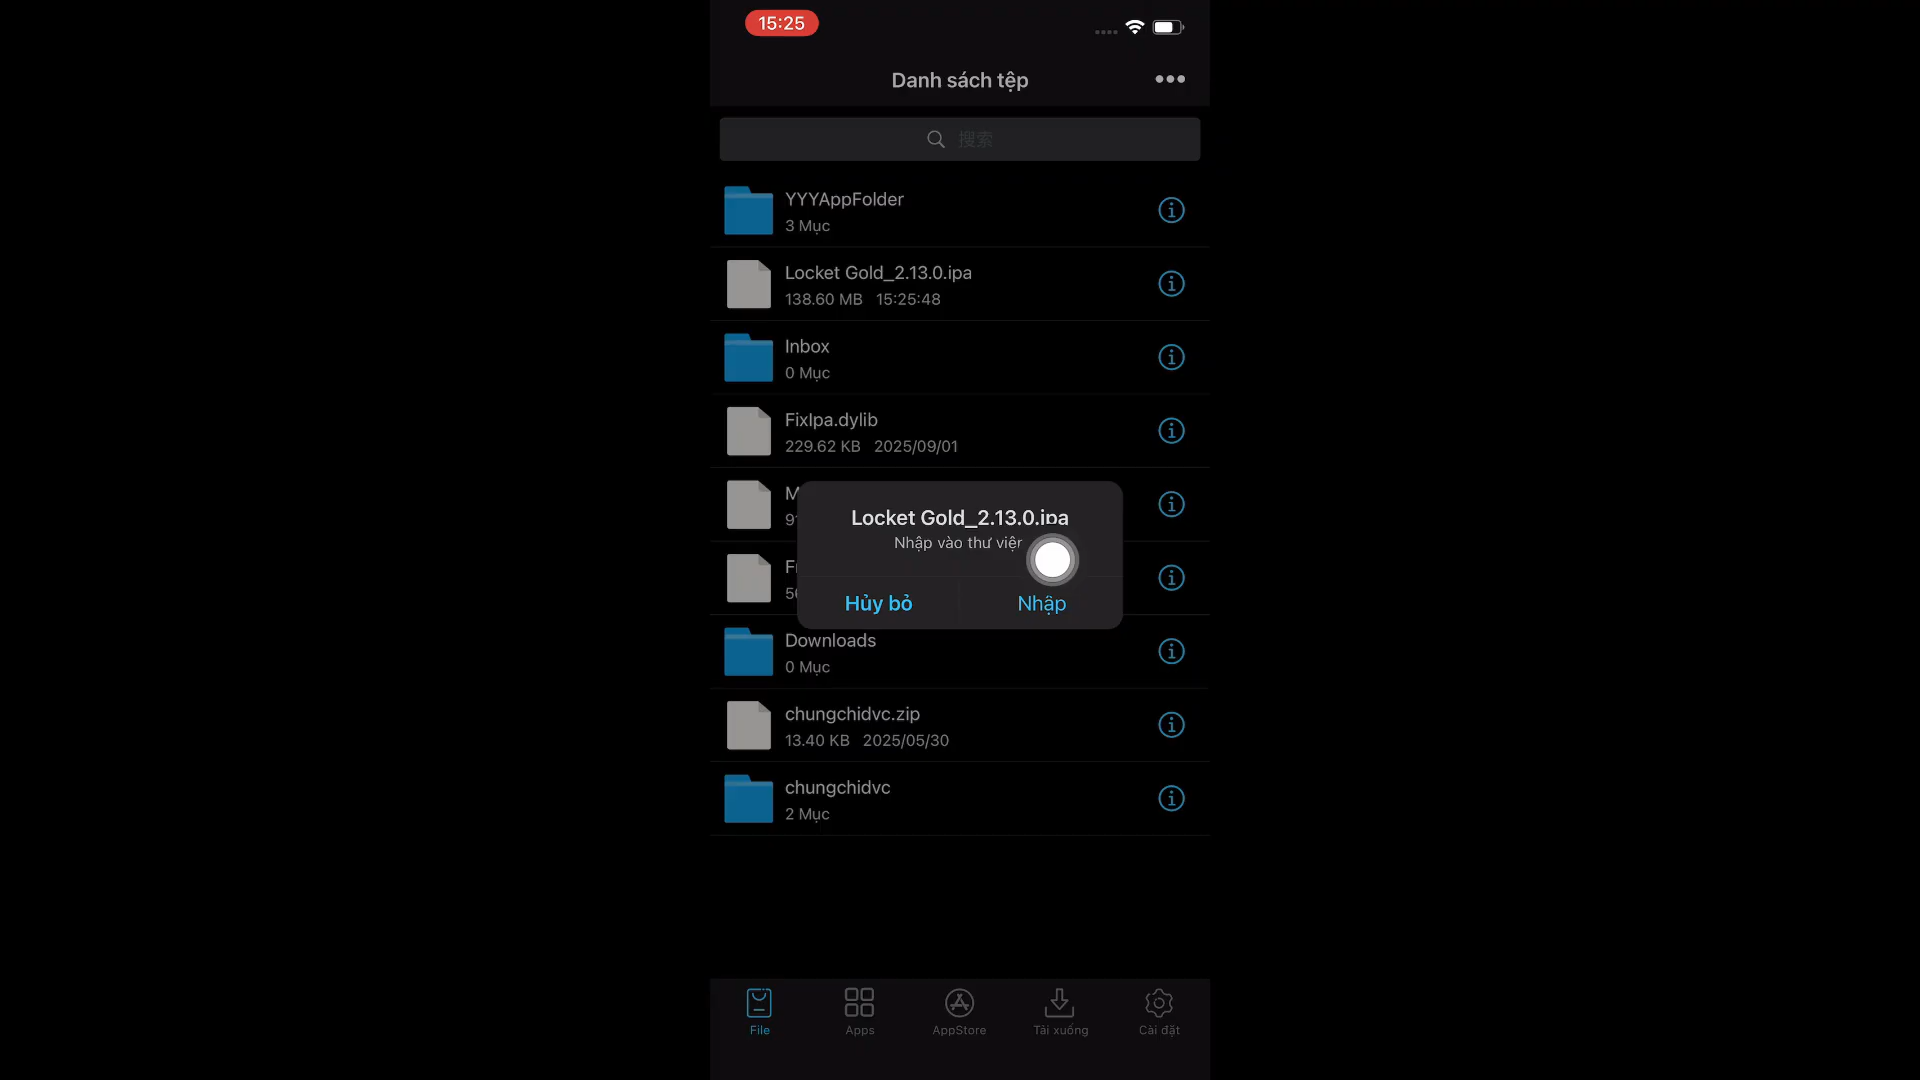 15:25
Danh sách tệp
搜索
YYYAppFolder
3 Mục
Locket Gold_2.13.0.ipa
138.60 MB 15:25:48
Inbox
0 Mục
FixIpa.dylib
229.62 KB 2025/09/01
Locket Gold_2.13.0.ipa
Nhập vào thư
Hủy bỏ
Nhập
Downloads
0 Mục
chungchidvc.zip
13.40 KB 2025/05/30
chungchidvc
2 Mục
File
Apps
AppStore
Tải xuống
Cài đặt